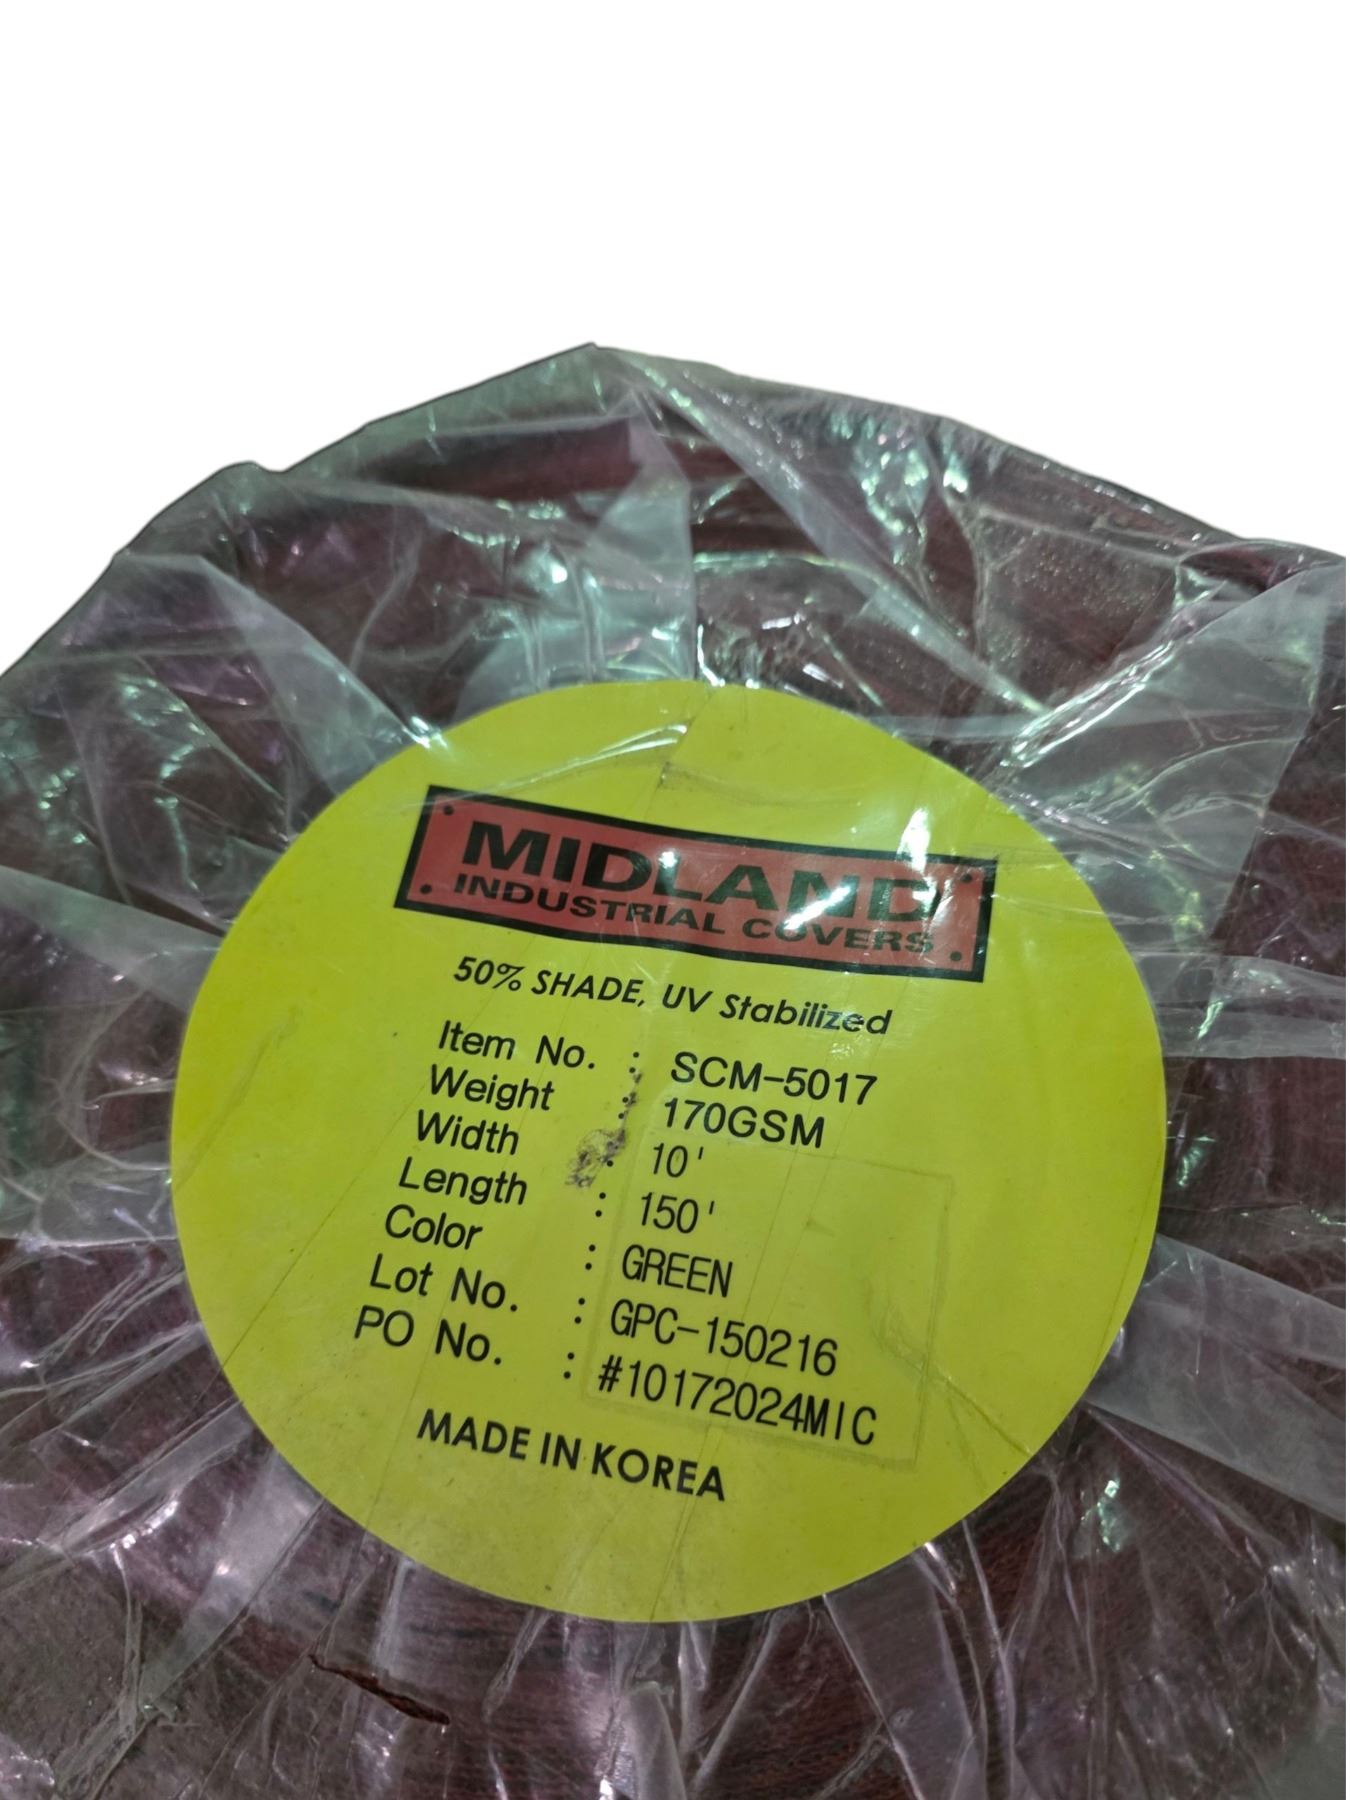 MIDLAND
INDUSTRIAL COVERS
50% SHADE, UV Stabilized
Item No. : SCM-5017
Weight : 170GSM
Width : 10'
Length : 150'
Color : GREEN
Lot No. : GPC-150216
PO No. : #10172024MIC
MADE IN KOREA